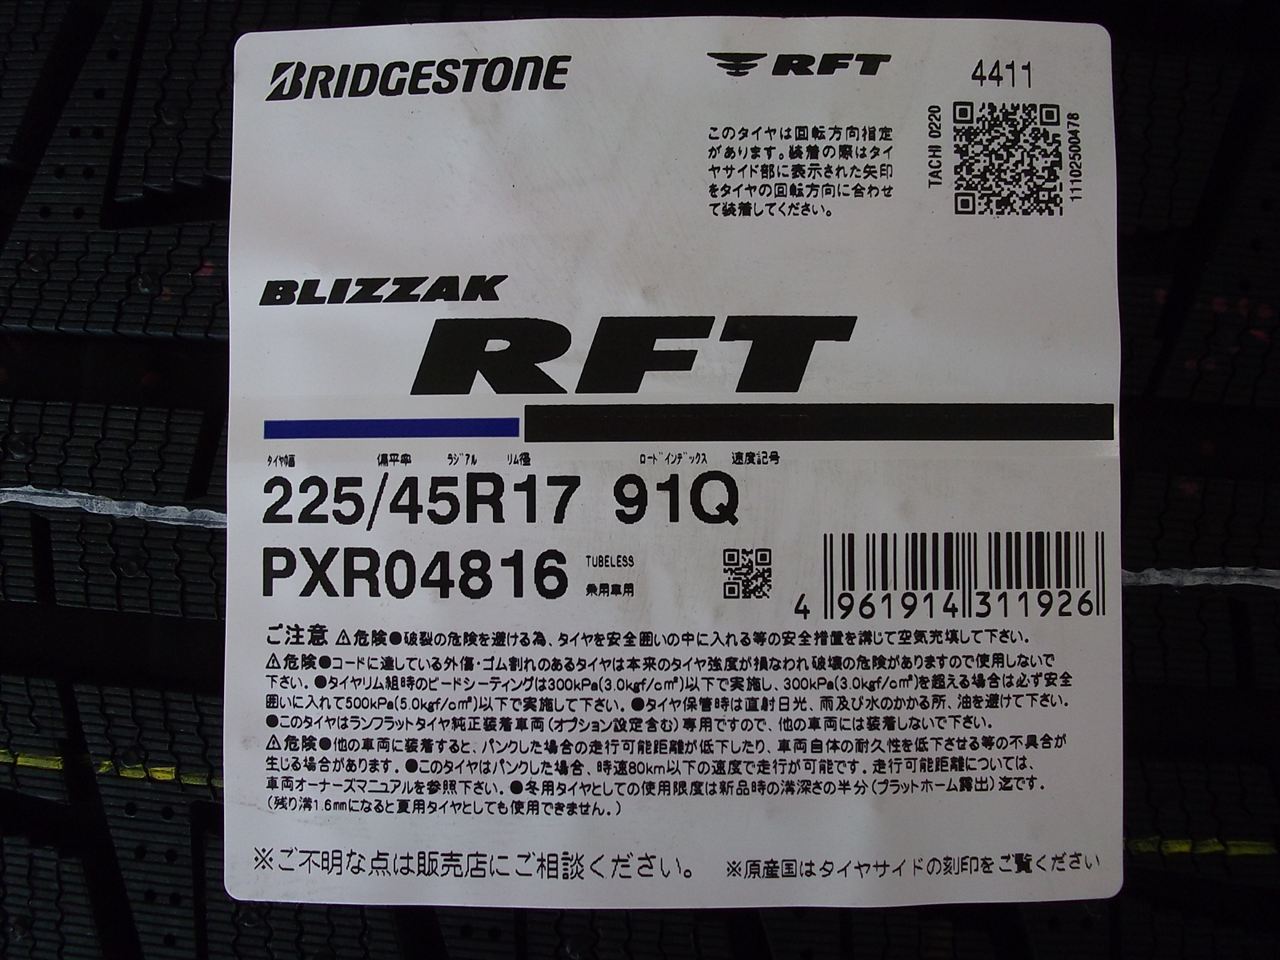 BRIDGESTONE
RFT
4411
このタイヤは回転方向指定
があります。装着の際はタイ
ヤサイド部に表示された矢印
をタイヤの回転方向に合わせ
て装着してください。
TACHI 0220
11102500478
BLIZZAK
RFT
タイヤ幅 偏平率 ラジアル リム径 ロードインデックス 速度記号
225/45R17 91Q
PXR04816
TUBELESS
乗用車用
4 961914 311926
ご注意 ⚠危険●破裂の危険を避ける為、タイヤを安全囲いの中に入れる等の安全措置を講じて空気充填して下さい。
⚠危険●コードに達している外傷・ゴム割れのあるタイヤは本来のタイヤ強度が損なわれ破壊の危険がありますので使用しないで
下さい。●タイヤリム組時のビードシーティングは300kPa(3.0kgf/cm²)以下で実施し、300kPa(3.0kgf/cm²)を超える場合は必ず安全
囲いに入れて500kPa(5.0kgf/cm²)以下で実施して下さい。●タイヤ保管時は直射日光、雨及び水のかかる所、油を避けて下さい。
●このタイヤはランフラットタイヤ純正装着車両(オプション設定含む)専用ですので、他の車両には装着しないで下さい。
⚠危険●他の車両に装着すると、パンクした場合の走行可能距離が低下したり、車両自体の耐久性を低下させる等の不具合が
生じる場合があります。●このタイヤはパンクした場合、時速80km以下の速度で走行が可能です。走行可能距離については、
車両オーナーズマニュアルを参照下さい。●冬用タイヤとしての使用限度は新品時の溝深さの半分(プラットホーム露出)迄です。
(残り溝1.6mmになると夏用タイヤとしても使用できません。)
※ご不明な点は販売店にご相談ください。 ※原産国はタイヤサイドの刻印をご覧ください